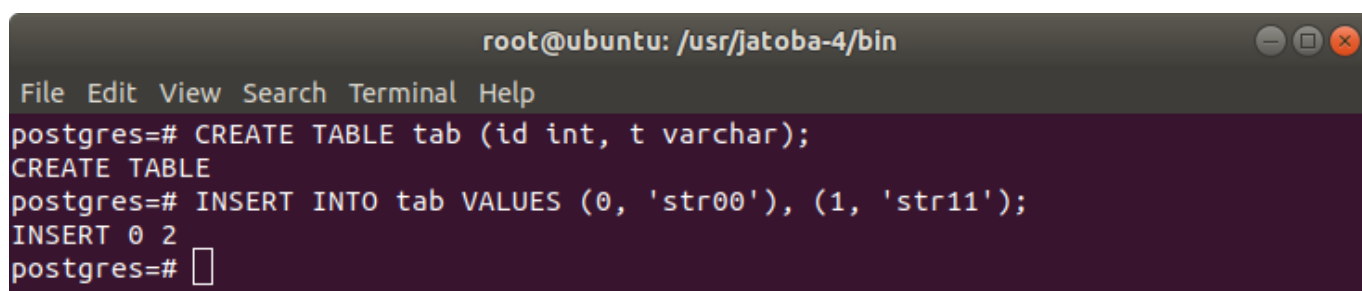 root@ubuntu: /usr/jatoba-4/bin
File Edit View Search Terminal Help
postgres=# CREATE TABLE tab (id int, t varchar);
CREATE TABLE
postgres=# INSERT INTO tab VALUES (0, 'str00'), (1, 'str11');
INSERT 0 2
postgres=#